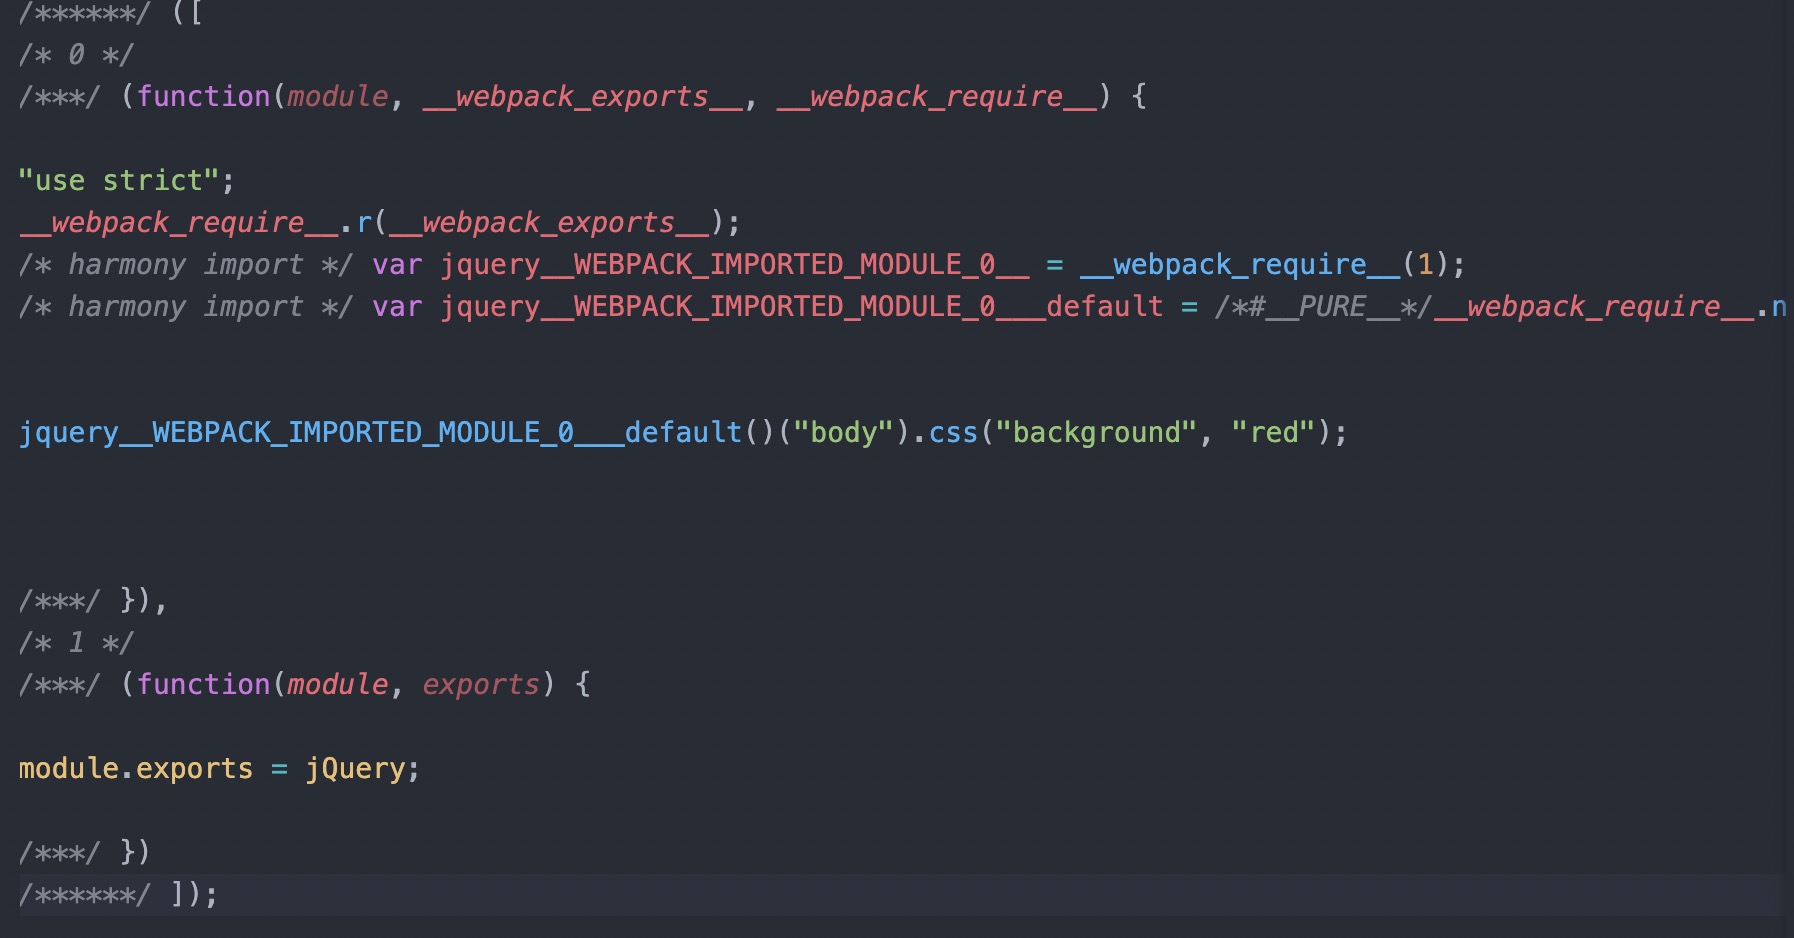 /******/ ([
/* 0 */
/***/ (function(module, __webpack_exports__, __webpack_require__) {
"use strict";
__webpack_require__.r(__webpack_exports__);
/* harmony import */ var jquery__WEBPACK_IMPORTED_MODULE_0__ = __webpack_require__(1);
/* harmony import */ var jquery__WEBPACK_IMPORTED_MODULE_0___default = /*#__PURE__*/__webpack_require__.n
jquery__WEBPACK_IMPORTED_MODULE_0___default()("body").css("background", "red");
/***/ }),
/* 1 */
/***/ (function(module, exports) {
module.exports = jQuery;
/***/ })
/******/ ]);